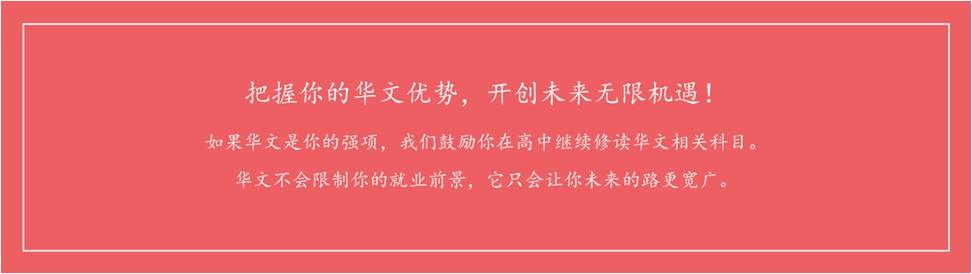 把握你的华文优势，开创未来无限机遇！
如果华文是你的强项，我们鼓励你在高中继续修读华文相关科目。
华文不会限制你的就业前景，它只会让你未来的路更宽广。